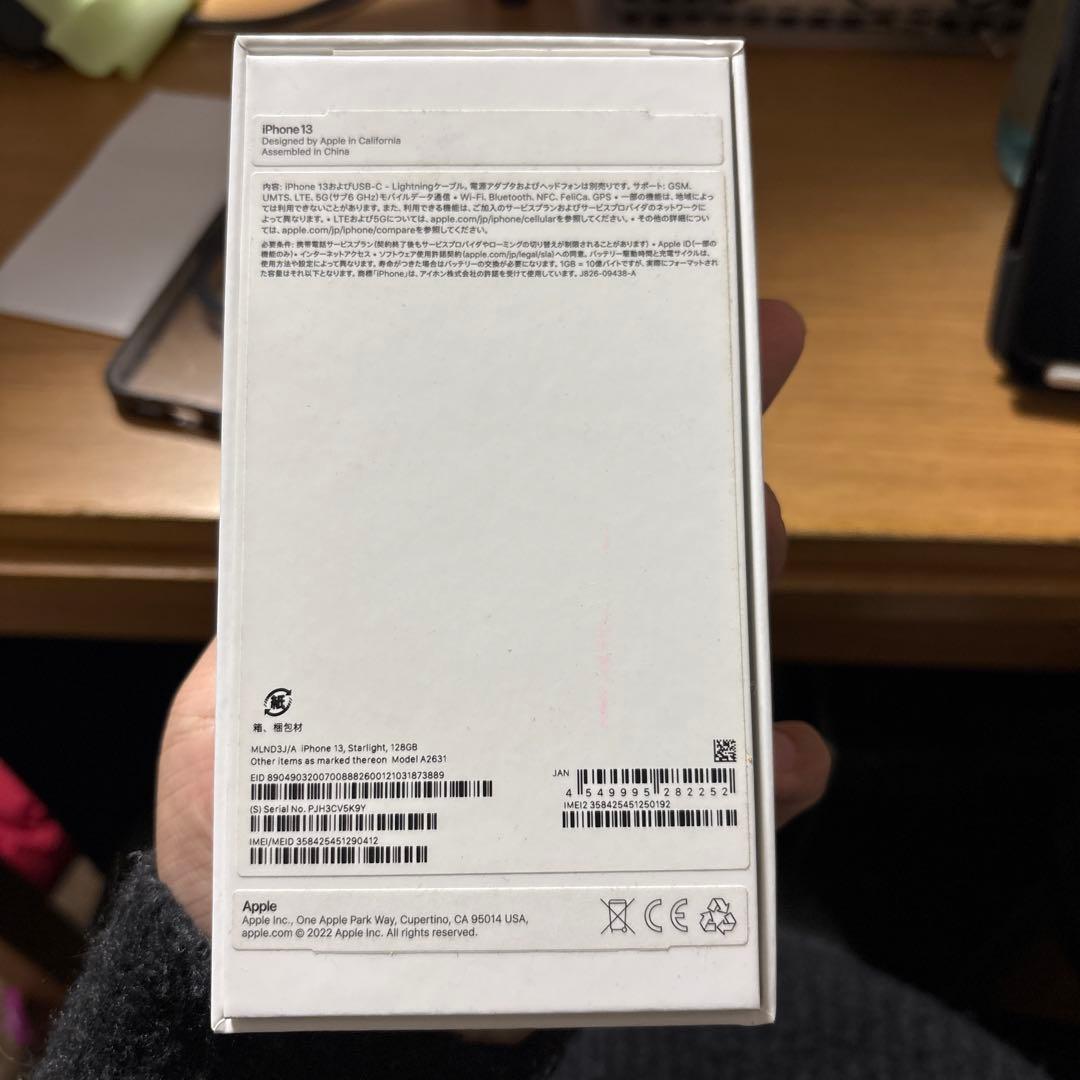 iPhone 13
Designed by Apple in California
Assembled in China
内容: iPhone 13およびUSB-C - Lightningケーブル。電源アダプタおよびヘッドフォンは別売りです。サポート: GSM,
UMTS, LTE, 5G(サブ6 GHz)モバイルデータ通信 • Wi-Fi, Bluetooth, NFC, FeliCa, GPS • 一部の機能は、地域によっ
ては利用できないことがあります。また、利用できる機能は、ご加入のサービスプランおよびサービスプロバイダのネットワークに
よって異なります。• LTEおよび5Gについては、apple.com/jp/iphone/cellularを参照してください。• その他の詳細につい
ては、apple.com/jp/iphone/compareを参照してください。
必要条件: 携帯電話サービスプラン(契約終了後もサービスプロバイダやローミングの切り替えが制限されることがあります) • Apple ID(一部の
機能のみ)• インターネットアクセス • ソフトウェア使用許諾契約(apple.com/jp/legal/sla)への同意。バッテリー駆動時間と充電サイクルは、
使用方法や設定によって異なります。寿命がつきた場合はバッテリーの交換が必要になります。1GB = 10億バイトですが、実際にフォーマットされ
た容量はそれ以下となります。商標「iPhone」は、アイホン株式会社の許諾を受けて使用しています。J826-09438-A
紙
箱、梱包材
MLND3J/A iPhone 13, Starlight, 128GB
Other items as marked thereon Model A2631
EID 89049032007008882600121031873889
(S) Serial No. PJH3CV5K9Y
IMEI/MEID 358425451290412
JAN
4 549995 282252
IMEI2 358425451250192
Apple
Apple Inc., One Apple Park Way, Cupertino, CA 95014 USA,
apple.com © 2022 Apple Inc. All rights reserved.
CE